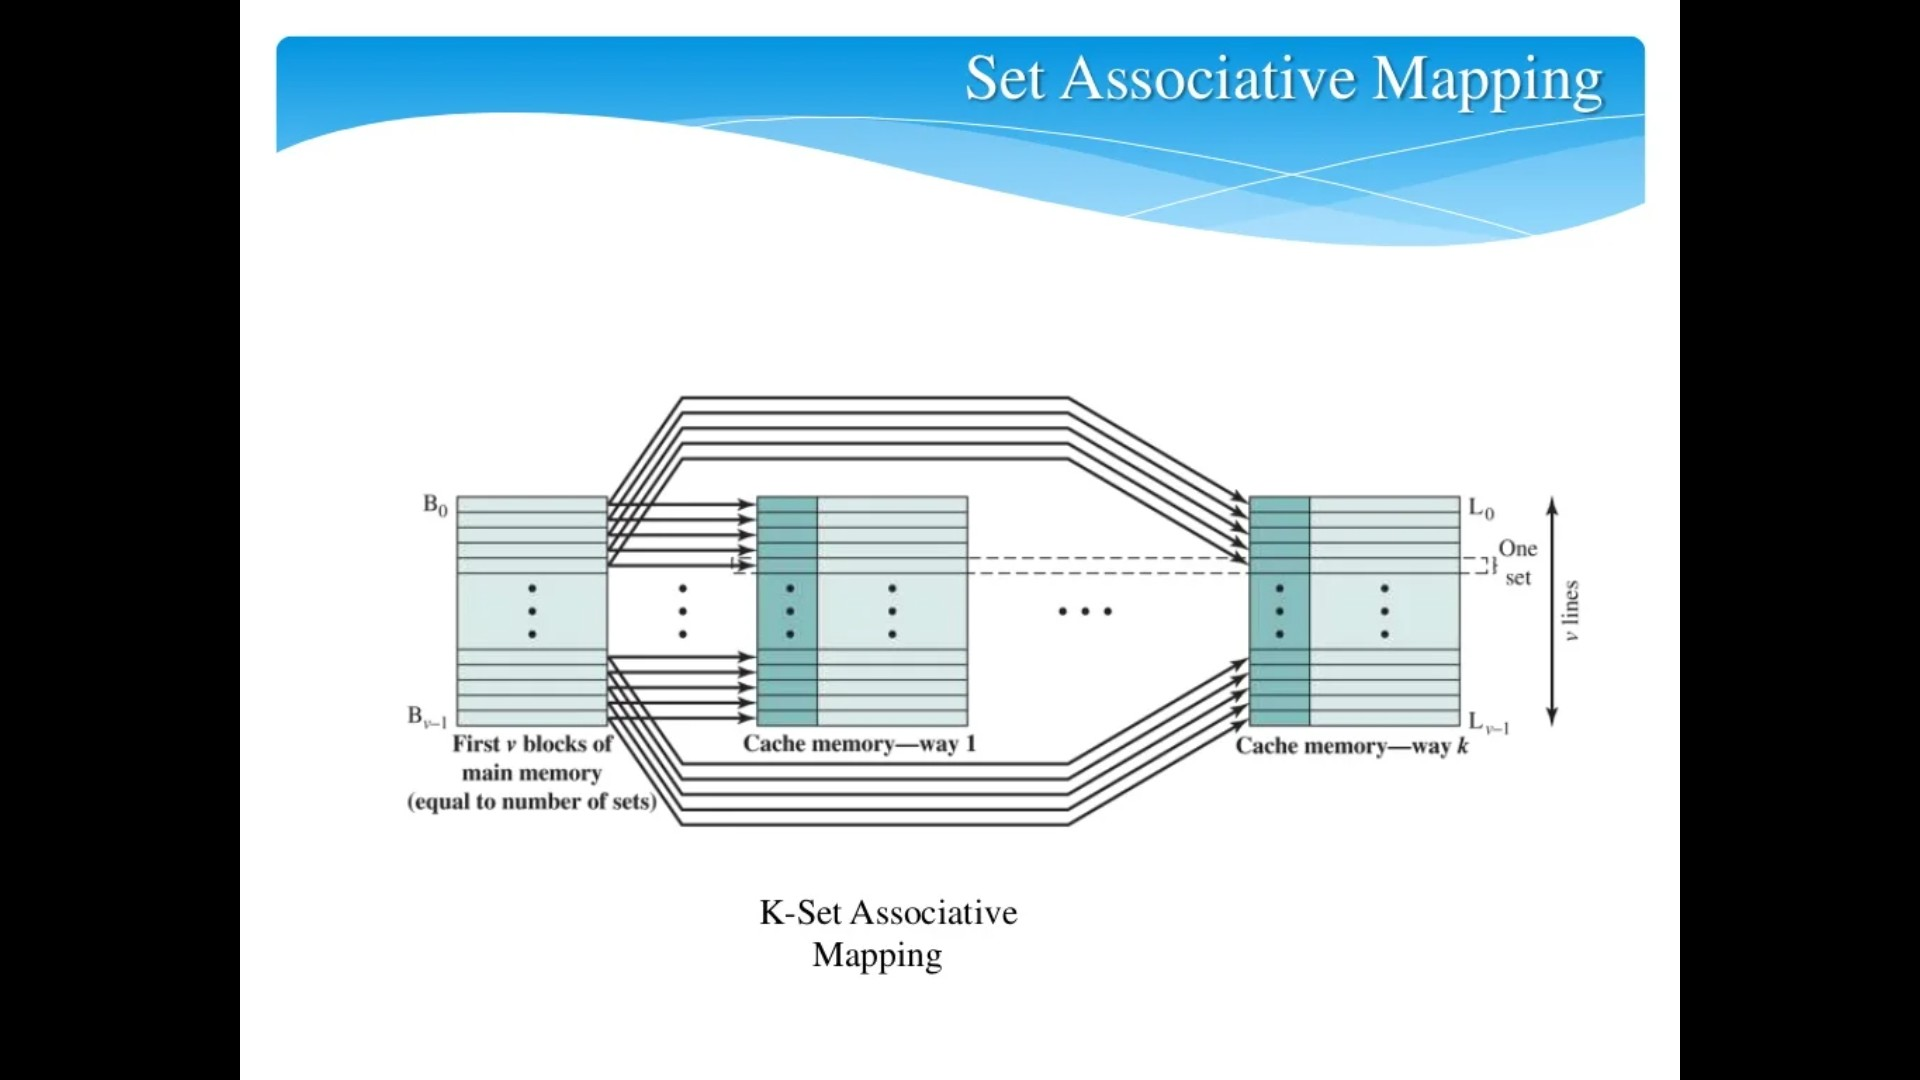 Set Associative Mapping
B0
L0
One
set
v lines
Bv–1
Lv–1
First v blocks of
main memory
(equal to number of sets)
Cache memory—way 1
Cache memory—way k
K-Set Associative
Mapping